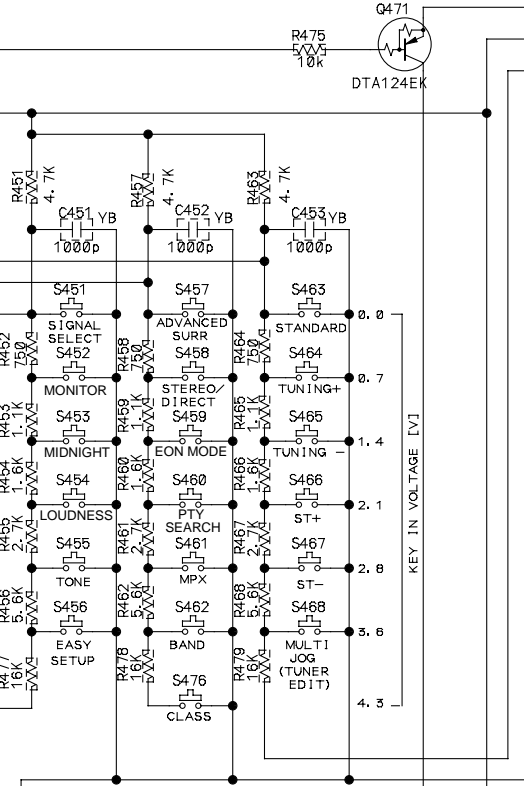 Q471
R475
10k
DTA124EK
R451
4.7K
R457
4.7K
R463
4.7K
C451 YB
1000p
C452 YB
1000p
C453 YB
1000p
S451
SIGNAL
SELECT
S457
ADVANCED
SURR
S463
STANDARD
0.0
R452
750
R458
750
R464
750
S452
MONITOR
S458
STEREO/
DIRECT
S464
TUNING+
0.7
R453
1.1K
R459
1.1K
R465
1.1K
S453
MIDNIGHT
S459
EON MODE
S465
TUNING -
1.4
R454
1.6K
R460
1.6K
R466
1.6K
S454
LOUDNESS
S460
PTY
SEARCH
S466
ST+
2.1
R455
2.7K
R461
2.7K
R467
2.7K
S455
TONE
S461
MPX
S467
ST-
2.8
R456
5.6K
R462
5.6K
R468
5.6K
S456
EASY
SETUP
S462
BAND
S468
MULTI
JOG
(TUNER
EDIT)
3.6
R477
16K
R478
16K
R479
16K
S476
CLASS
4.3
KEY IN VOLTAGE [V]